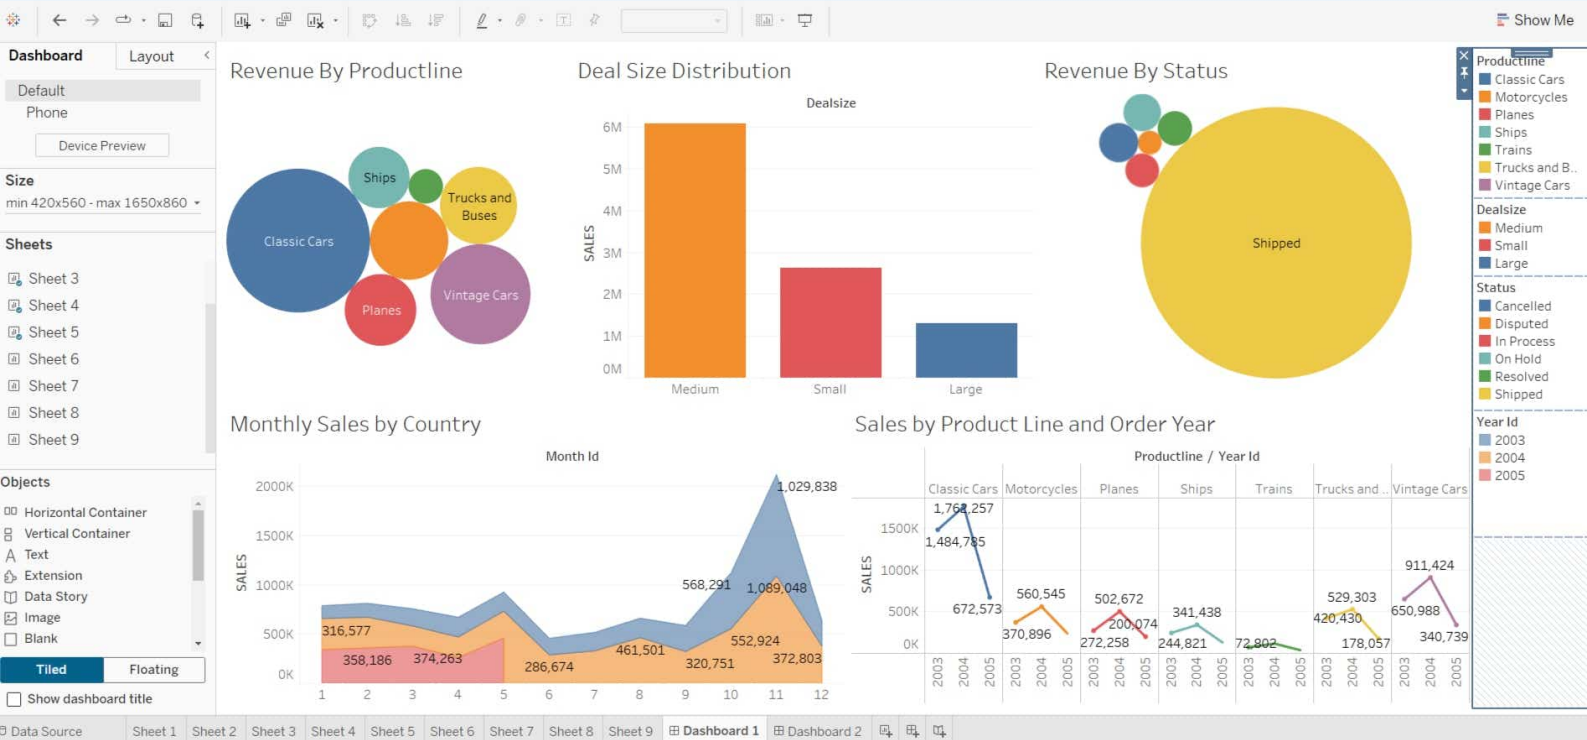 Show Me
Dashboard
Layout
Default
Phone
Device Preview
Size
min 420x560 - max 1650x860
Sheets
Sheet 3
Sheet 4
Sheet 5
Sheet 6
Sheet 7
Sheet 8
Sheet 9
Objects
Horizontal Container
Vertical Container
Text
Extension
Data Story
Image
Blank
Tiled
Floating
Show dashboard title
Revenue By Productline
Classic Cars
Ships
Trucks and
Buses
Vintage Cars
Planes
Deal Size Distribution
Dealsize
SALES
6M
5M
4M
3M
2M
1M
0M
Medium
Small
Large
Revenue By Status
Shipped
Monthly Sales by Country
Month Id
SALES
2000K
1500K
1000K
500K
0K
1,029,838
568,291
1,089,048
316,577
552,924
358,186
374,263
286,674
461,501
320,751
372,803
1 2 3 4 5 6 7 8 9 10 11 12
Sales by Product Line and Order Year
Productline / Year Id
Classic Cars Motorcycles Planes Ships Trains Trucks and .. Vintage Cars
SALES
1500K
1000K
500K
0K
1,762,257
1,484,785
672,573
560,545
370,896
502,672
200,074
272,258
341,438
244,821
72,802
529,303
420,430
178,057
911,424
650,988
340,739
2003 2004 2005 2003 2004 2005 2003 2004 2005 2003 2004 2005 2003 2004 2005 2003 2004 2005 2003 2004 2005
Productline
Classic Cars
Motorcycles
Planes
Ships
Trains
Trucks and B..
Vintage Cars
Dealsize
Medium
Small
Large
Status
Cancelled
Disputed
In Process
On Hold
Resolved
Shipped
Year Id
2003
2004
2005
Data Source Sheet 1 Sheet 2 Sheet 3 Sheet 4 Sheet 5 Sheet 6 Sheet 7 Sheet 8 Sheet 9 Dashboard 1 Dashboard 2